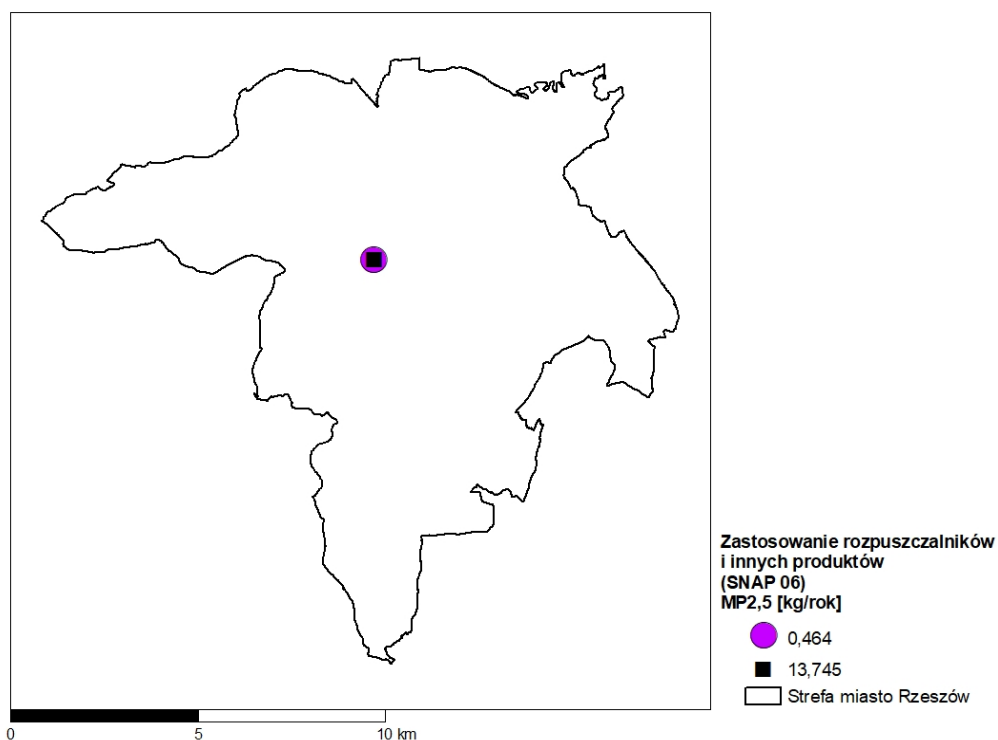 Zastosowanie rozpuszczalników
i innych produktów
(SNAP 06)
MP2,5 [kg/rok]
0,464
13,745
Strefa miasto Rzeszów
0 5 10 km